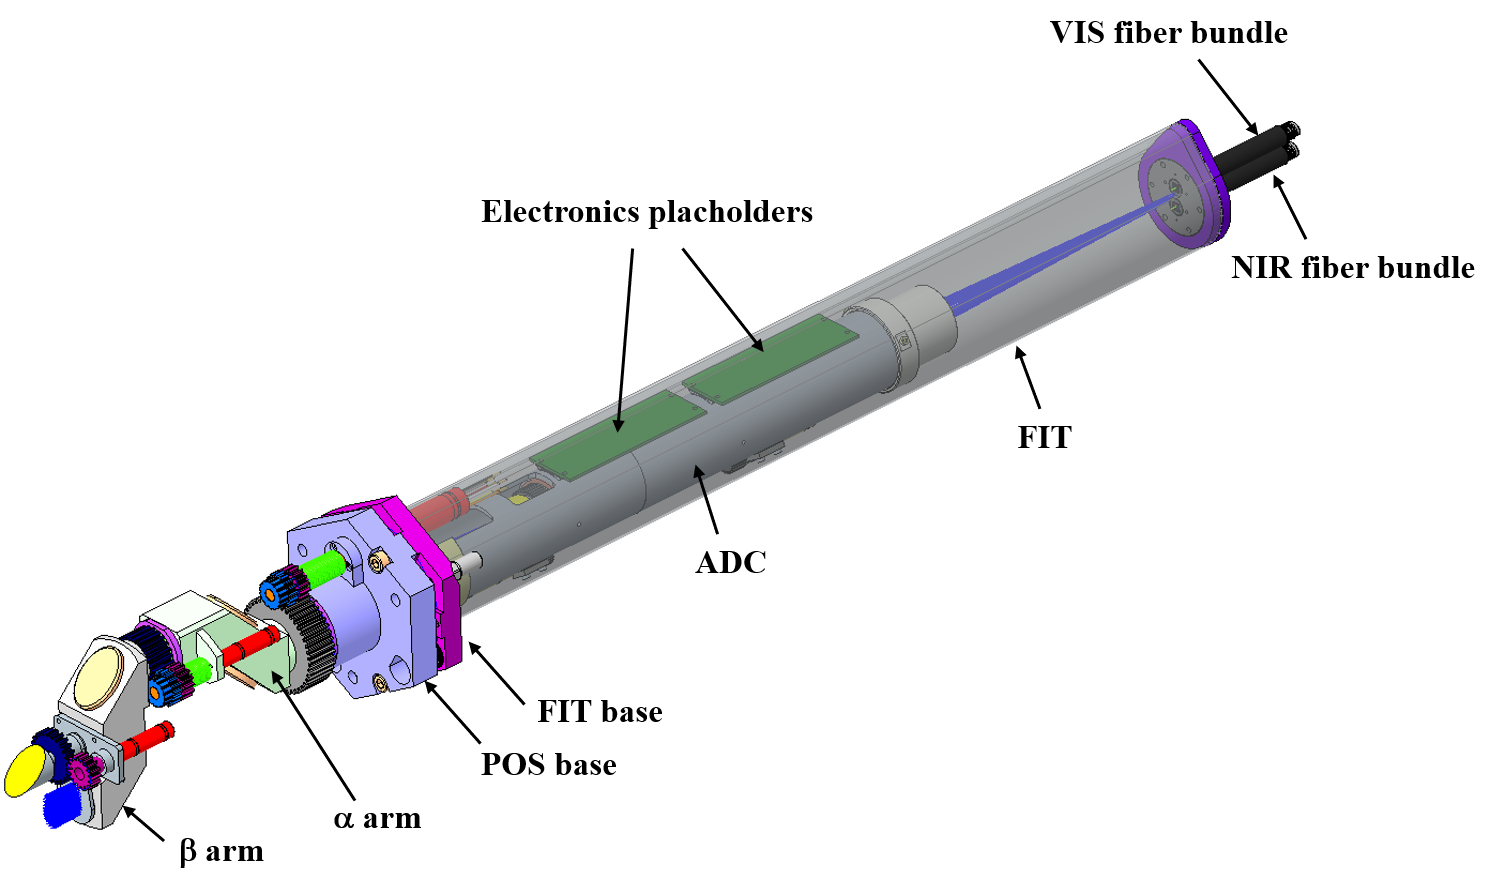 VIS fiber bundle
Electronics placholders
NIR fiber bundle
FIT
ADC
FIT base
POS base
α arm
β arm